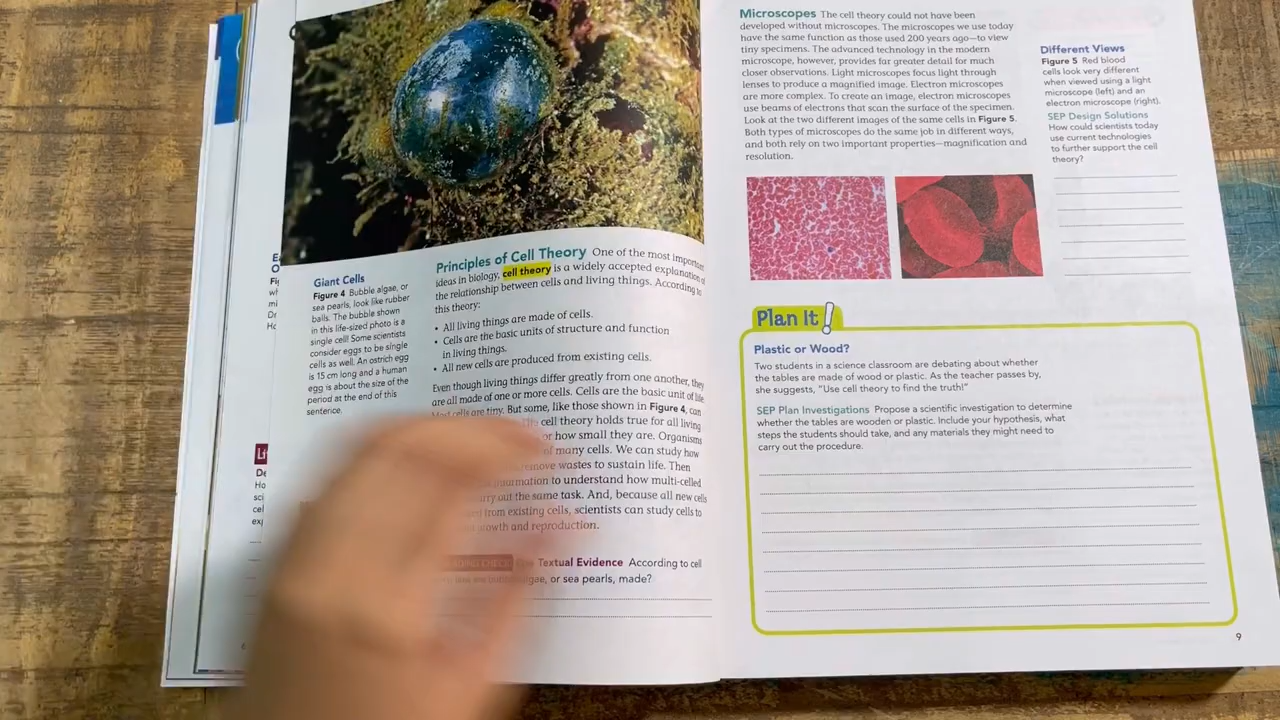 Giant Cells
Figure 4 Bubble algae, or
sea pearls, look like rubber
balls. The bubble shown
in this life-sized photo is a
single cell! Some scientists
consider eggs to be single
cells as well. An ostrich egg
is 15 cm long and a human
egg is about the size of the
period at the end of this
sentence.
Principles of Cell Theory One of the most important
ideas in biology, cell theory is a widely accepted explanation of
the relationship between cells and living things. According to
this theory:
• All living things are made of cells.
• Cells are the basic units of structure and function
in living things.
• All new cells are produced from existing cells.
Even though living things differ greatly from one another, they
are all made of one or more cells. Cells are the basic unit of life.
Most cells are tiny. But some, like those shown in Figure 4, can
cell theory holds true for all living
or how small they are. Organisms
of many cells. We can study how
remove wastes to sustain life. Then
information to understand how multi-celled
carry out the same task. And, because all new cells
from existing cells, scientists can study cells to
growth and reproduction.
READING CHECK Textual Evidence According to cell
algae, or sea pearls, made?
Microscopes The cell theory could not have been
developed without microscopes. The microscopes we use today
have the same function as those used 200 years ago—to view
tiny specimens. The advanced technology in the modern
microscope, however, provides far greater detail for much
closer observations. Light microscopes focus light through
lenses to produce a magnified image. Electron microscopes
are more complex. To create an image, electron microscopes
use beams of electrons that scan the surface of the specimen.
Look at the two different images of the same cells in Figure 5.
Both types of microscopes do the same job in different ways,
and both rely on two important properties—magnification and
resolution.
Different Views
Figure 5 Red blood
cells look very different
when viewed using a light
microscope (left) and an
electron microscope (right).
SEP Design Solutions
How could scientists today
use current technologies
to further support the cell
theory?
Plan It!
Plastic or Wood?
Two students in a science classroom are debating about whether
the tables are made of wood or plastic. As the teacher passes by,
she suggests, "Use cell theory to find the truth!"
SEP Plan Investigations Propose a scientific investigation to determine
whether the tables are wooden or plastic. Include your hypothesis, what
steps the students should take, and any materials they might need to
carry out the procedure.
9